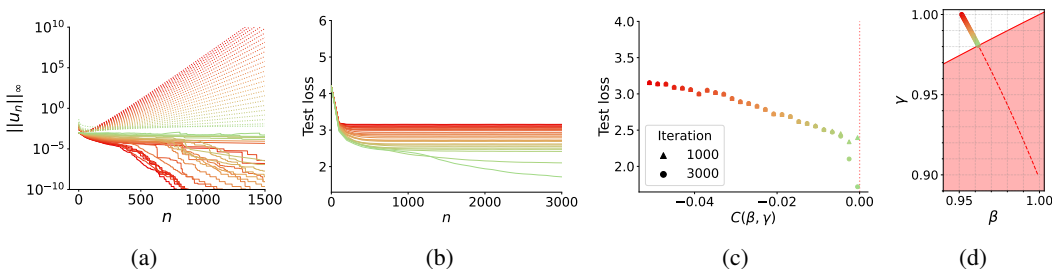 ||u_n||_∞
10^10
10^5
10^0
10^−5
10^−10
0
500
1000
1500
n
(a)
Test loss
6
5
4
3
2
0
1000
2000
3000
n
(b)
Test loss
4.0
3.5
3.0
2.5
2.0
Iteration
1000
3000
−0.04
−0.02
0.00
C(β, γ)
(c)
γ
1.00
0.95
0.90
0.95
1.00
β
(d)